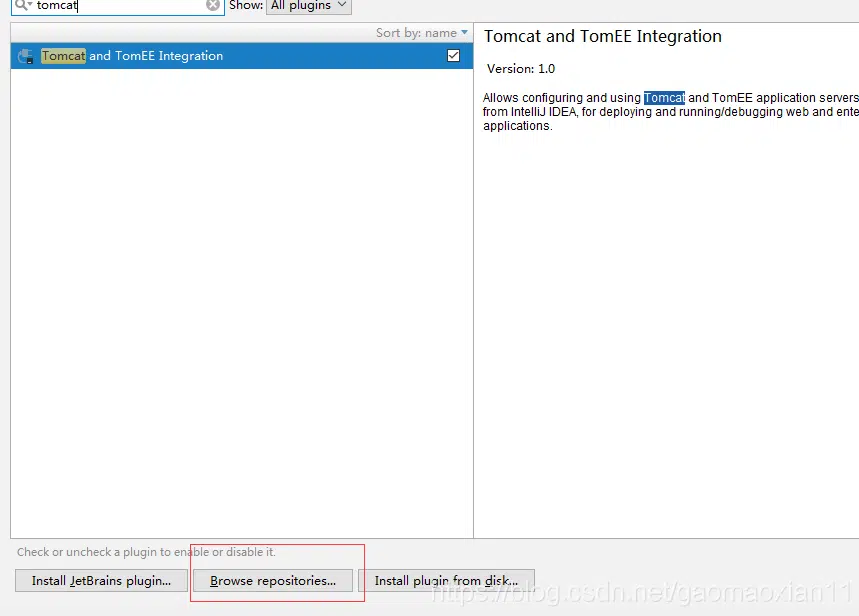 tomcat
Show: All plugins
Sort by: name
Tomcat and TomEE Integration
Tomcat and TomEE Integration
Version: 1.0
Allows configuring and using Tomcat and TomEE application servers
from IntelliJ IDEA, for deploying and running/debugging web and ente
applications.
Check or uncheck a plugin to enable or disable it.
Install JetBrains plugin...
Browse repositories...
Install plugin from disk...
https://blog.csdn.net/gaomaoxian11